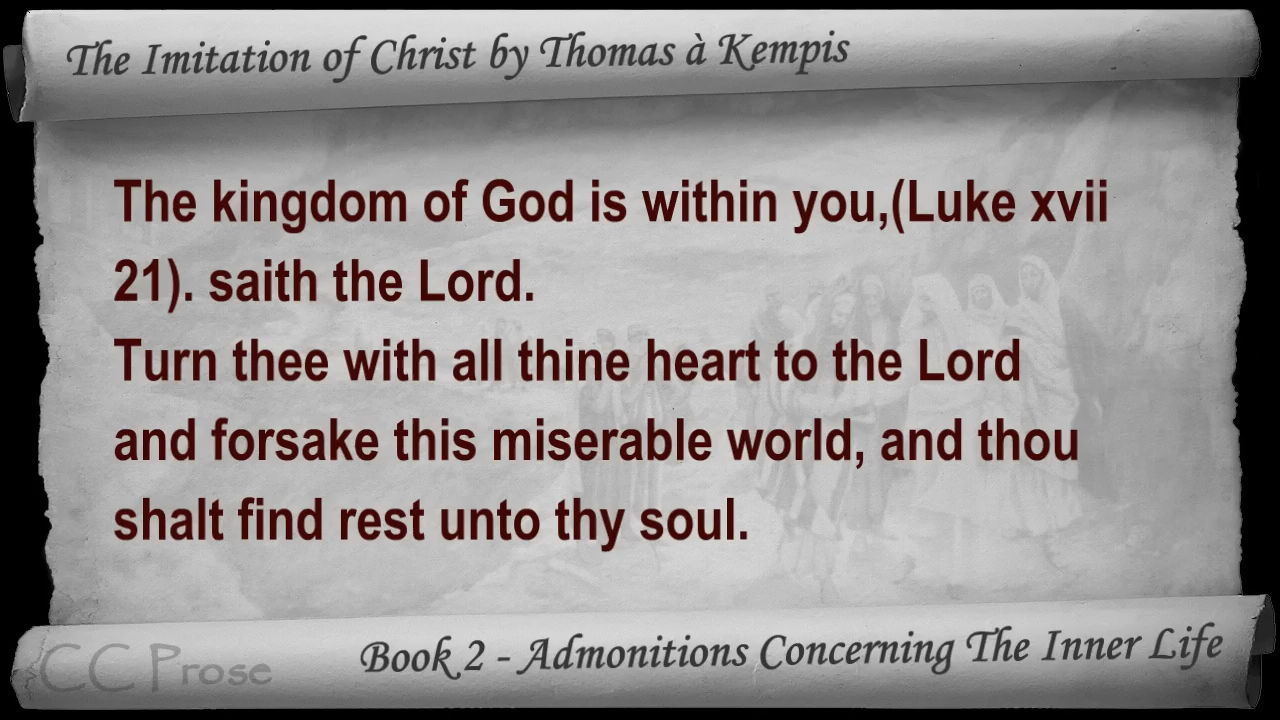 The Imitation of Christ by Thomas à Kempis
The kingdom of God is within you,(Luke xvii
21). saith the Lord.
Turn thee with all thine heart to the Lord
and forsake this miserable world, and thou
shalt find rest unto thy soul.
Book 2 - Admonitions Concerning The Inner Life
CC Prose